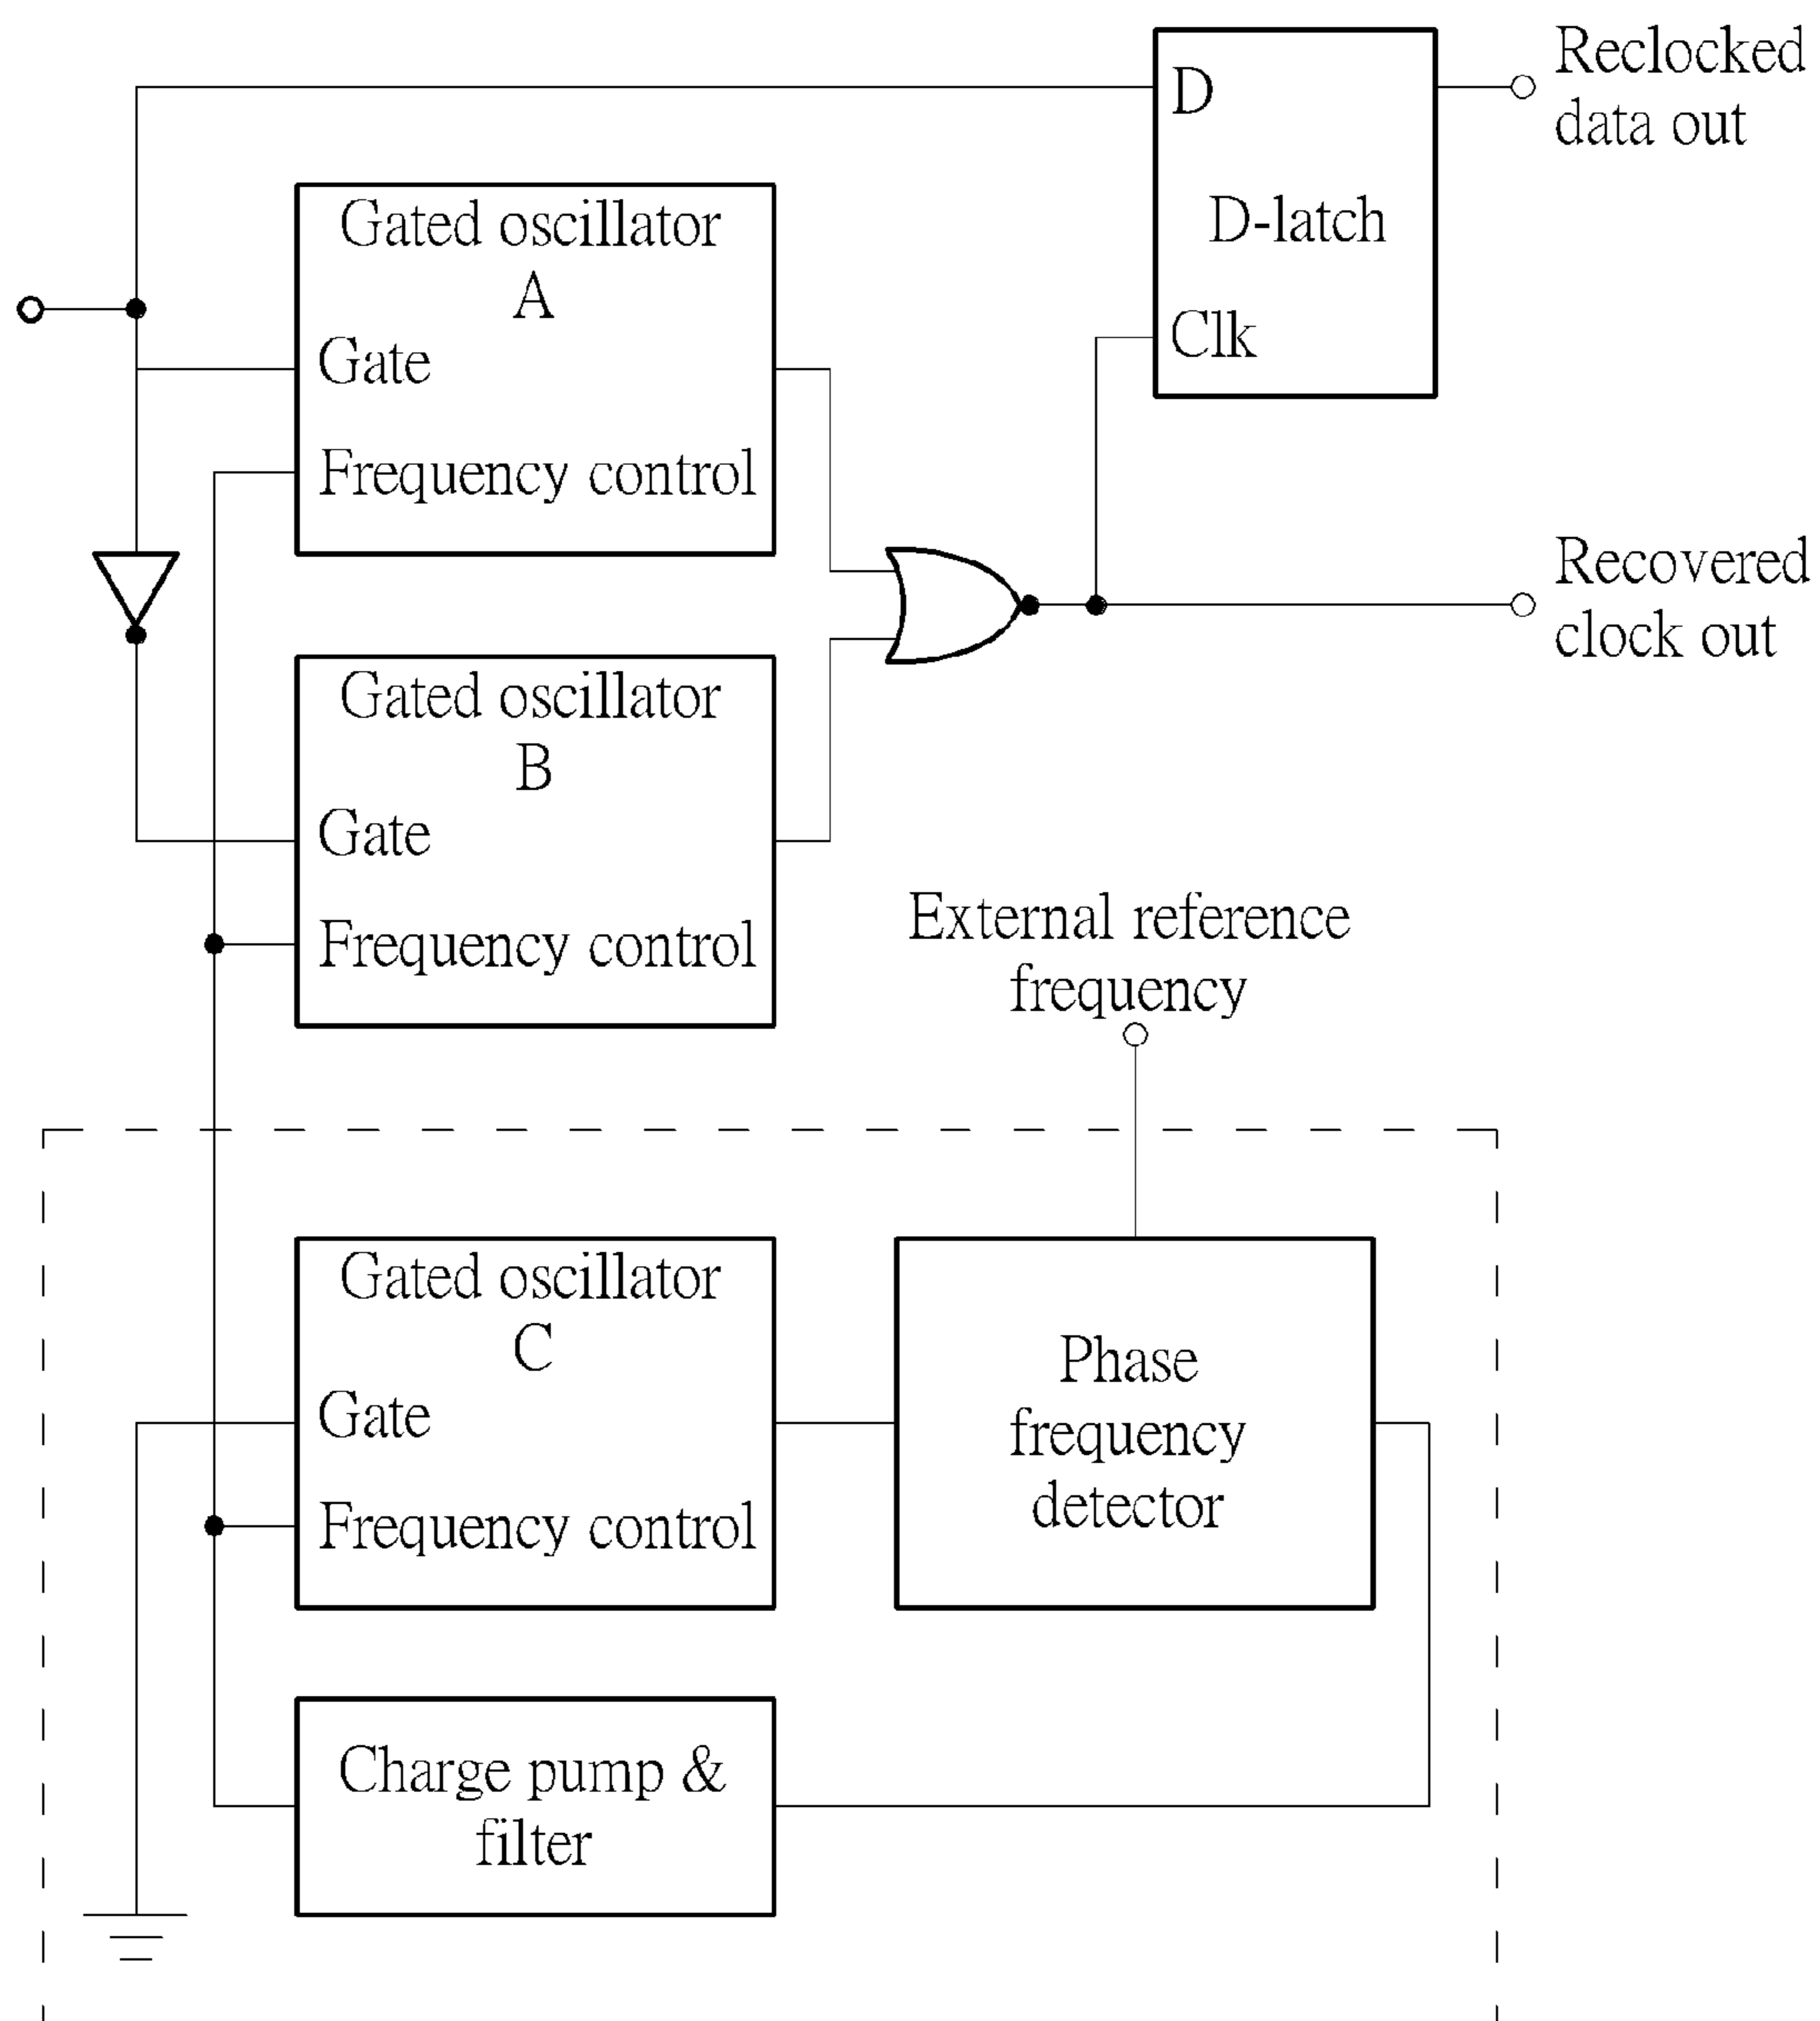 Reclocked
data out
D
D-latch
Clk
Gated oscillator
A
Gate
Frequency control
Recovered
clock out
Gated oscillator
B
Gate
Frequency control
External reference
frequency
Gated oscillator
C
Gate
Frequency control
Phase
frequency
detector
Charge pump &
filter